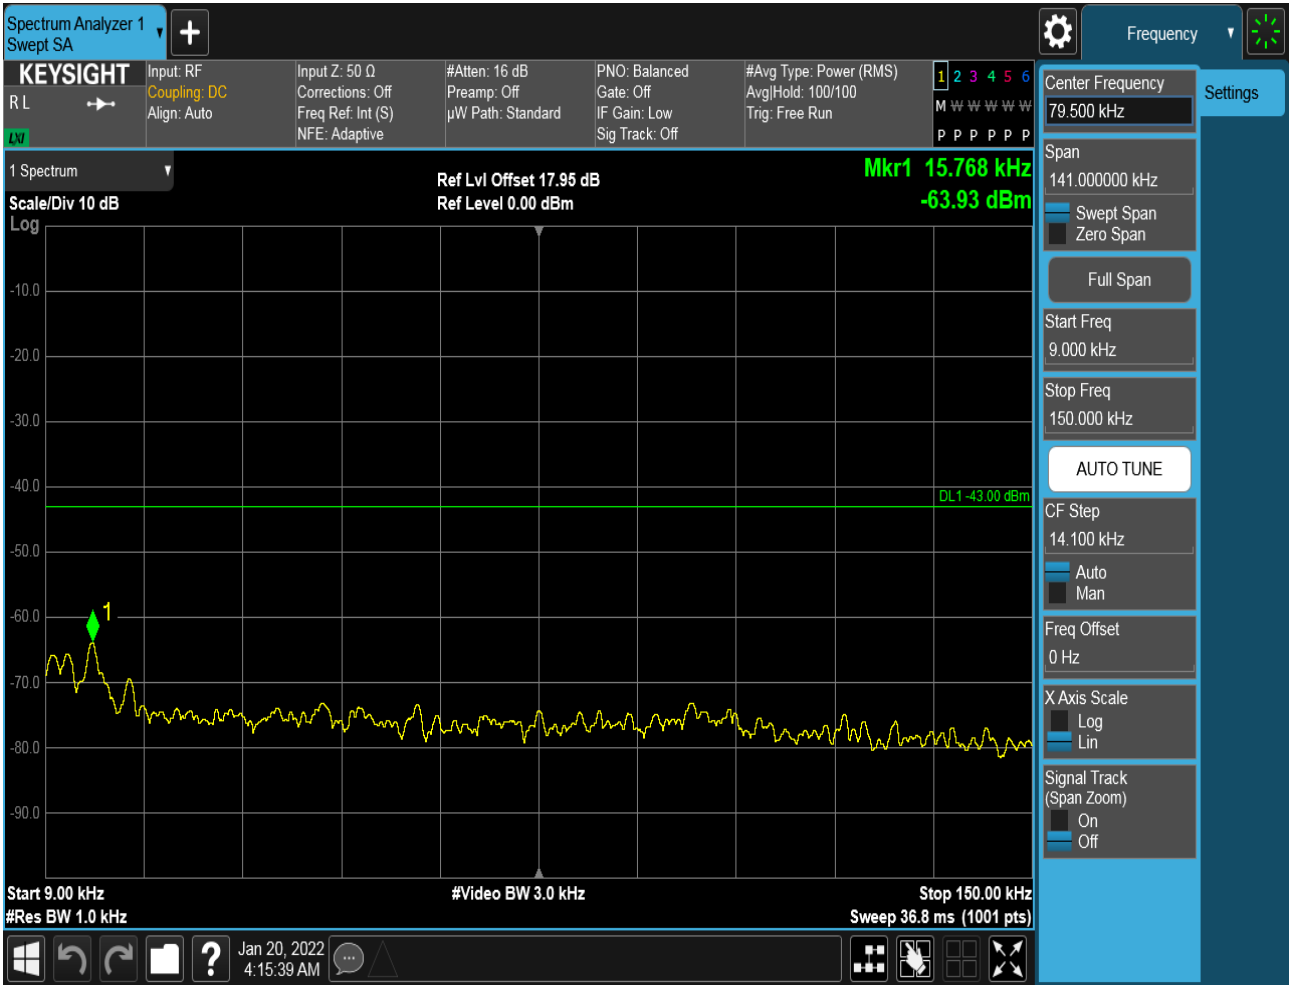 Spectrum Analyzer 1
Swept SA
Frequency
KEYSIGHT
R L
LXI
Input: RF
Coupling: DC
Align: Auto
Input Z: 50 Ω
Corrections: Off
Freq Ref: Int (S)
NFE: Adaptive
#Atten: 16 dB
Preamp: Off
µW Path: Standard
PNO: Balanced
Gate: Off
IF Gain: Low
Sig Track: Off
#Avg Type: Power (RMS)
Avg|Hold: 100/100
Trig: Free Run
1 2 3 4 5 6
M W W W W W
P P P P P P
Center Frequency
79.500 kHz
Settings
1 Spectrum
Scale/Div 10 dB
Log
Ref Lvl Offset 17.95 dB
Ref Level 0.00 dBm
Mkr1 15.768 kHz
-63.93 dBm
Span
141.000000 kHz
Swept Span
Zero Span
Full Span
Start Freq
9.000 kHz
Stop Freq
150.000 kHz
AUTO TUNE
CF Step
14.100 kHz
Auto
Man
Freq Offset
0 Hz
X Axis Scale
Log
Lin
Signal Track
(Span Zoom)
On
Off
-10.0
-20.0
-30.0
-40.0
DL1 -43.00 dBm
-50.0
-60.0
1
-70.0
-80.0
-90.0
Start 9.00 kHz
#Video BW 3.0 kHz
Stop 150.00 kHz
#Res BW 1.0 kHz
Sweep 36.8 ms (1001 pts)
?
Jan 20, 2022
4:15:39 AM